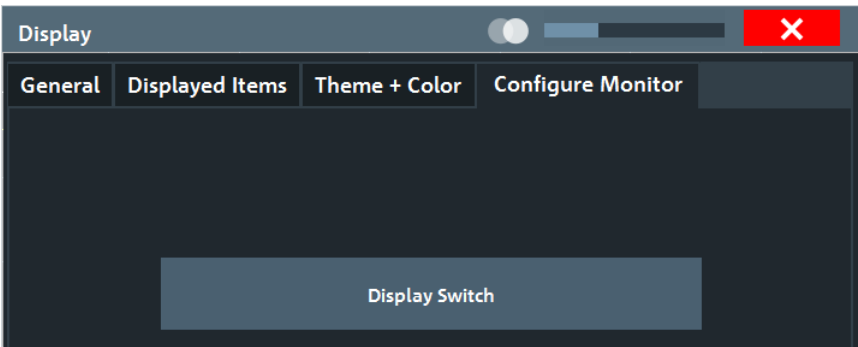 Display
General Displayed Items Theme + Color Configure Monitor
Display Switch